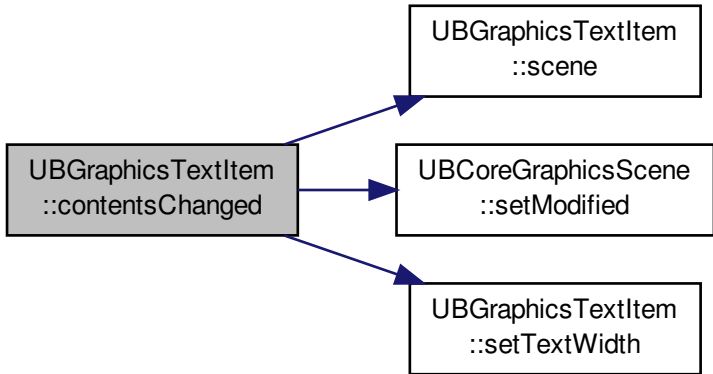 UBGraphicsTextItem
::contentsChanged
UBGraphicsTextItem
::scene
UBCoreGraphicsScene
::setModified
UBGraphicsTextItem
::setTextWidth